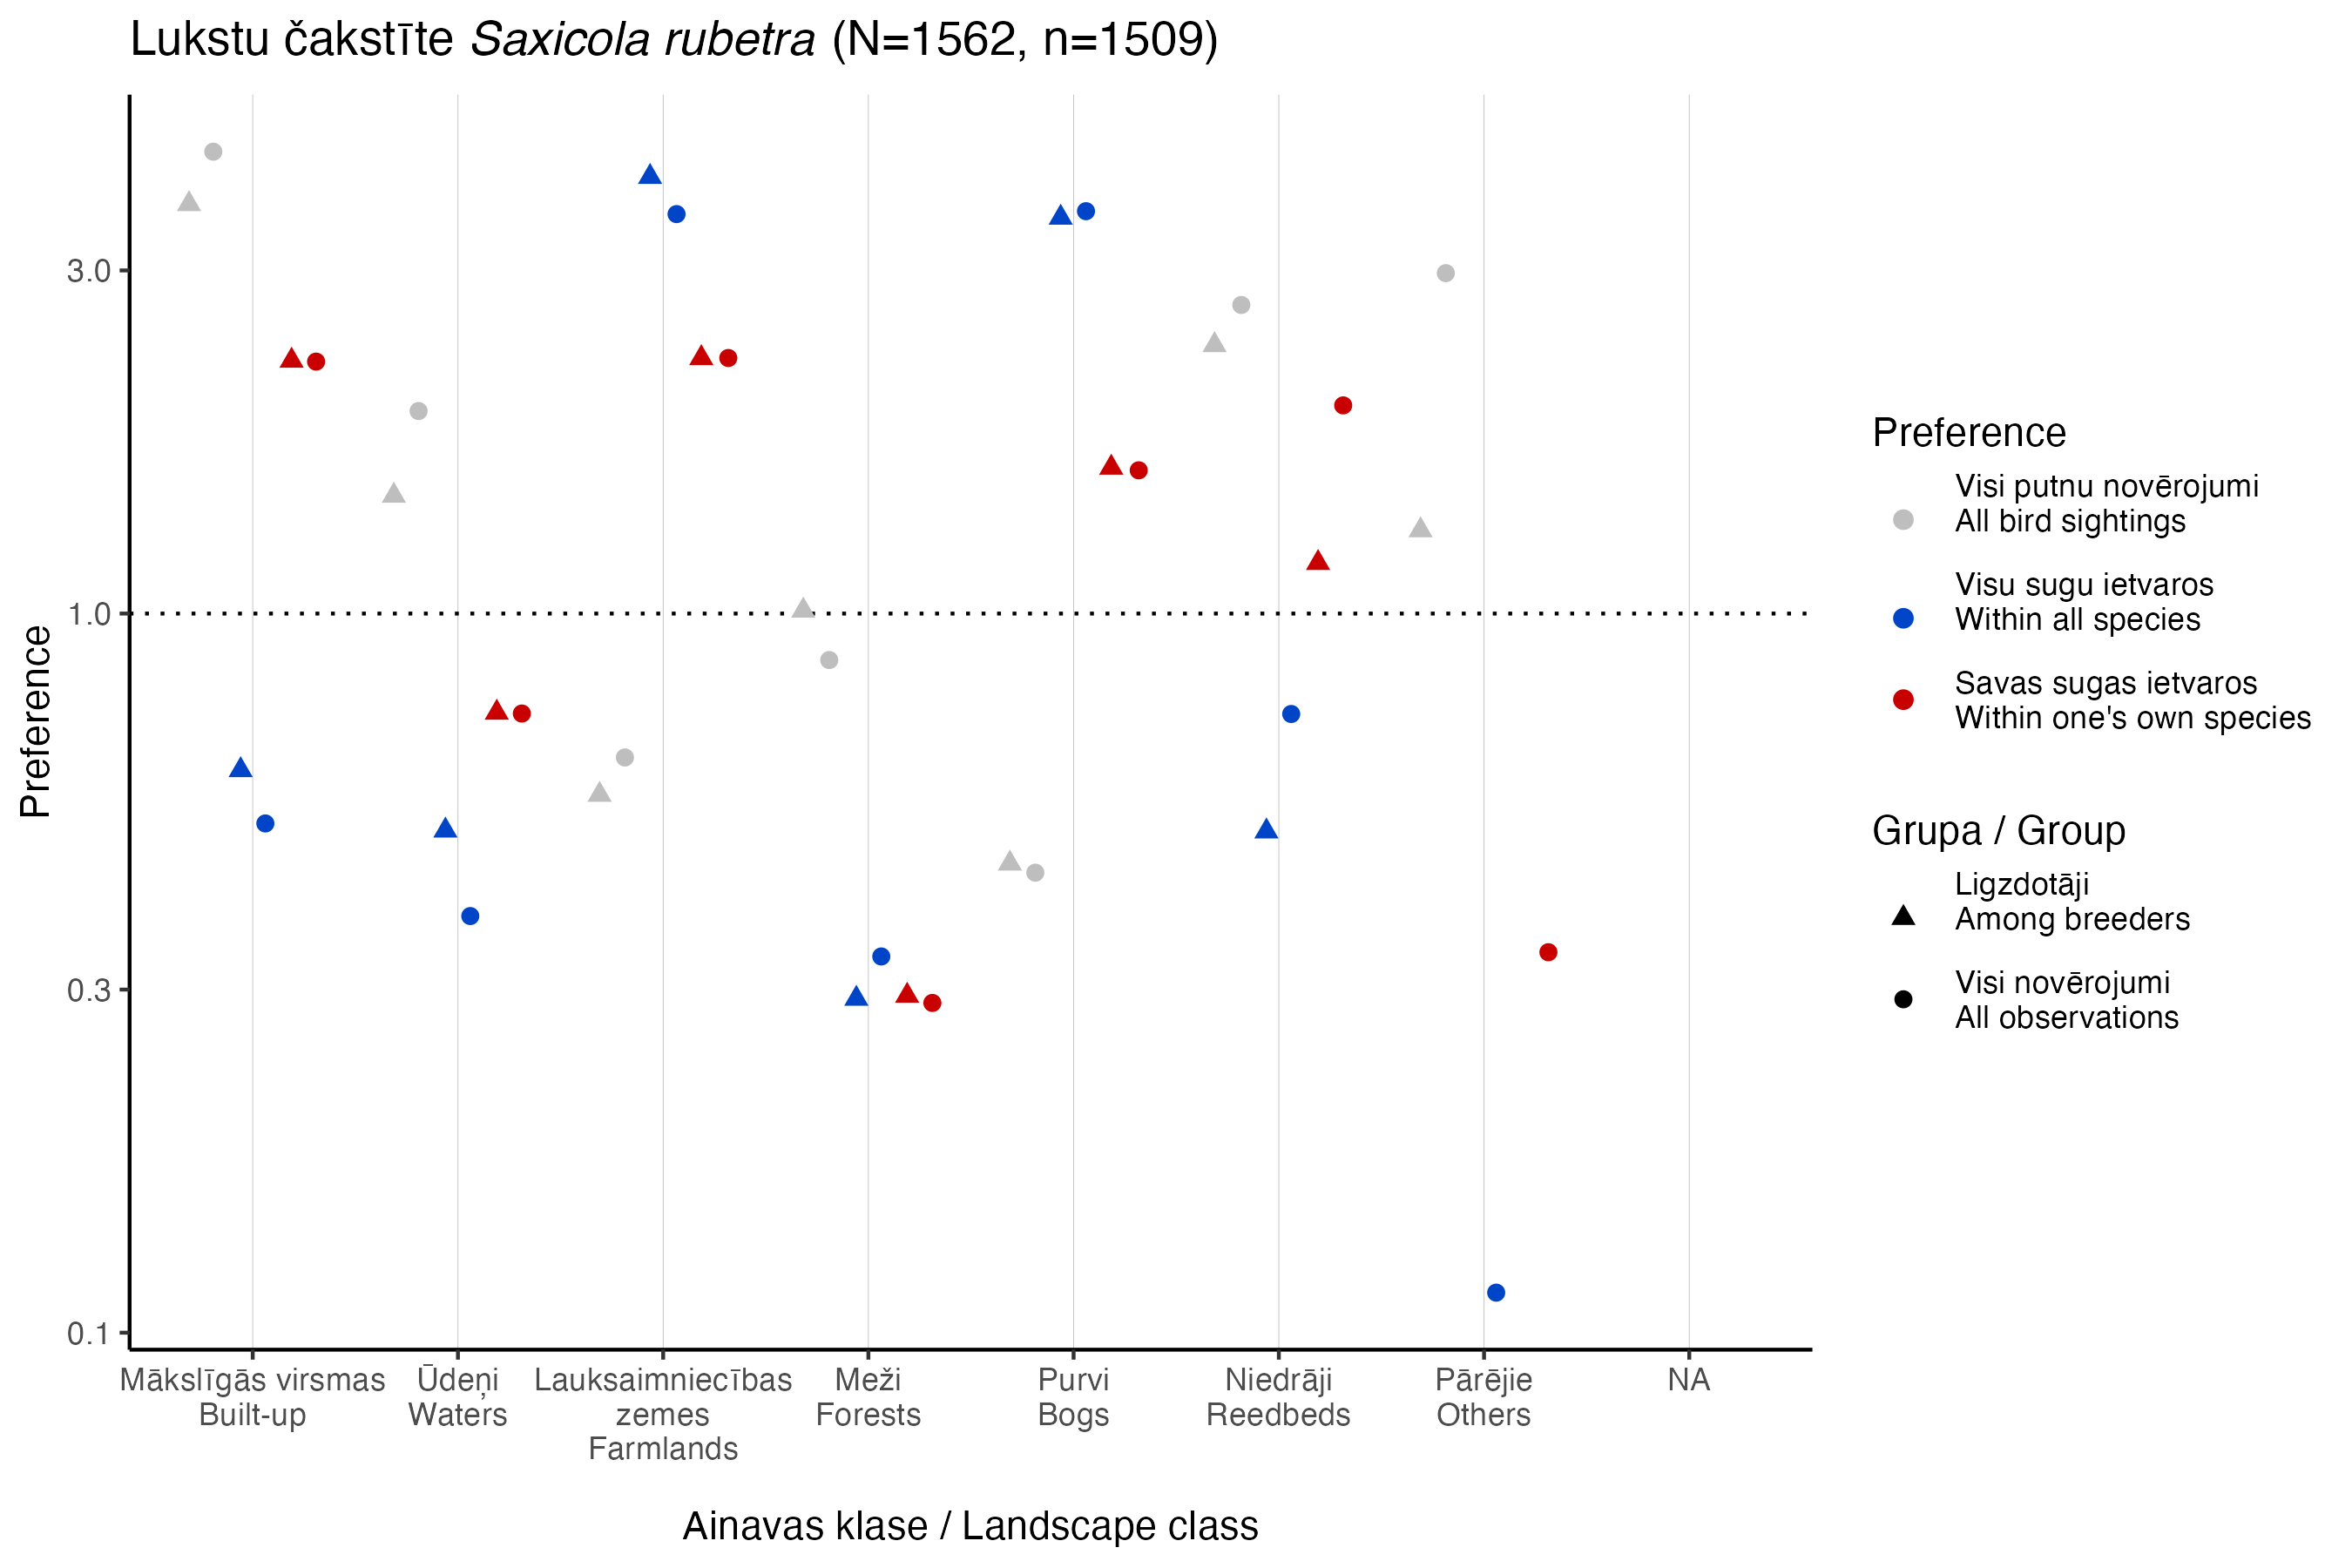 Lukstu čakstīte Saxicola rubetra (N=1562, n=1509)
Preference
3.0
1.0
0.3
0.1
Mākslīgās virsmas
Built-up
Ūdeņi
Waters
Lauksaimniecības
zemes
Farmlands
Meži
Forests
Purvi
Bogs
Niedrāji
Reedbeds
Pārējie
Others
NA
Ainavas klase / Landscape class
Preference
Visi putnu novērojumi
All bird sightings
Visu sugu ietvaros
Within all species
Savas sugas ietvaros
Within one's own species
Grupa / Group
Ligzdotāji
Among breeders
Visi novērojumi
All observations